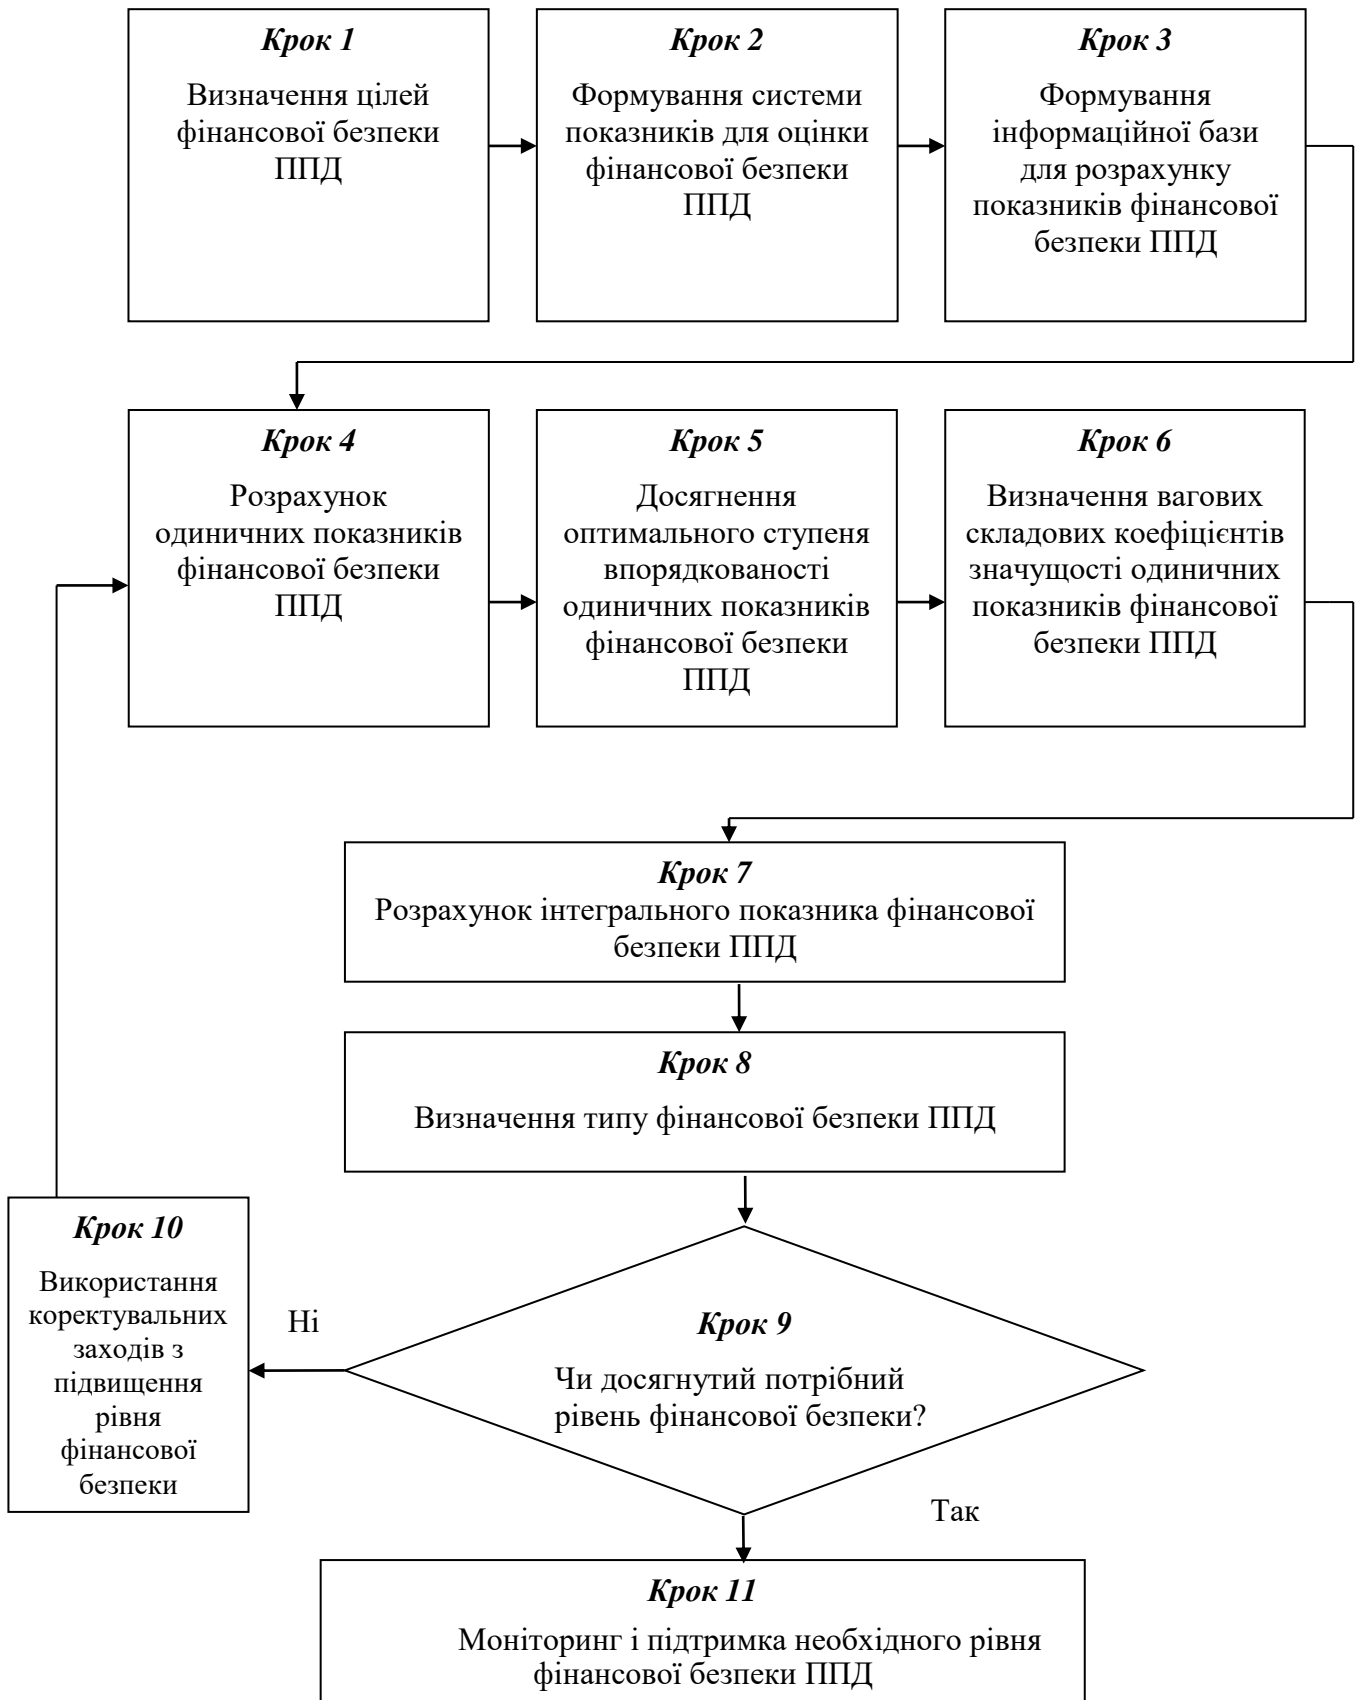 Крок 1
Визначення цілей
фінансової безпеки
ППД
Крок 2
Формування системи
показників для оцінки
фінансової безпеки
ППД
Крок 3
Формування
інформаційної бази
для розрахунку
показників фінансової
безпеки ППД
Крок 4
Розрахунок
одиничних показників
фінансової безпеки
ППД
Крок 5
Досягнення
оптимального ступеня
впорядкованості
одиничних показників
фінансової безпеки
ППД
Крок 6
Визначення вагових
складових коефіцієнтів
значущості одиничних
показників фінансової
безпеки ППД
Крок 7
Розрахунок інтегрального показника фінансової
безпеки ППД
Крок 8
Визначення типу фінансової безпеки ППД
Крок 9
Чи досягнутий потрібний
рівень фінансової безпеки?
Ні
Крок 10
Використання
коректувальних
заходів з
підвищення
рівня
фінансової
безпеки
Так
Крок 11
Моніторинг і підтримка необхідного рівня
фінансової безпеки ППД